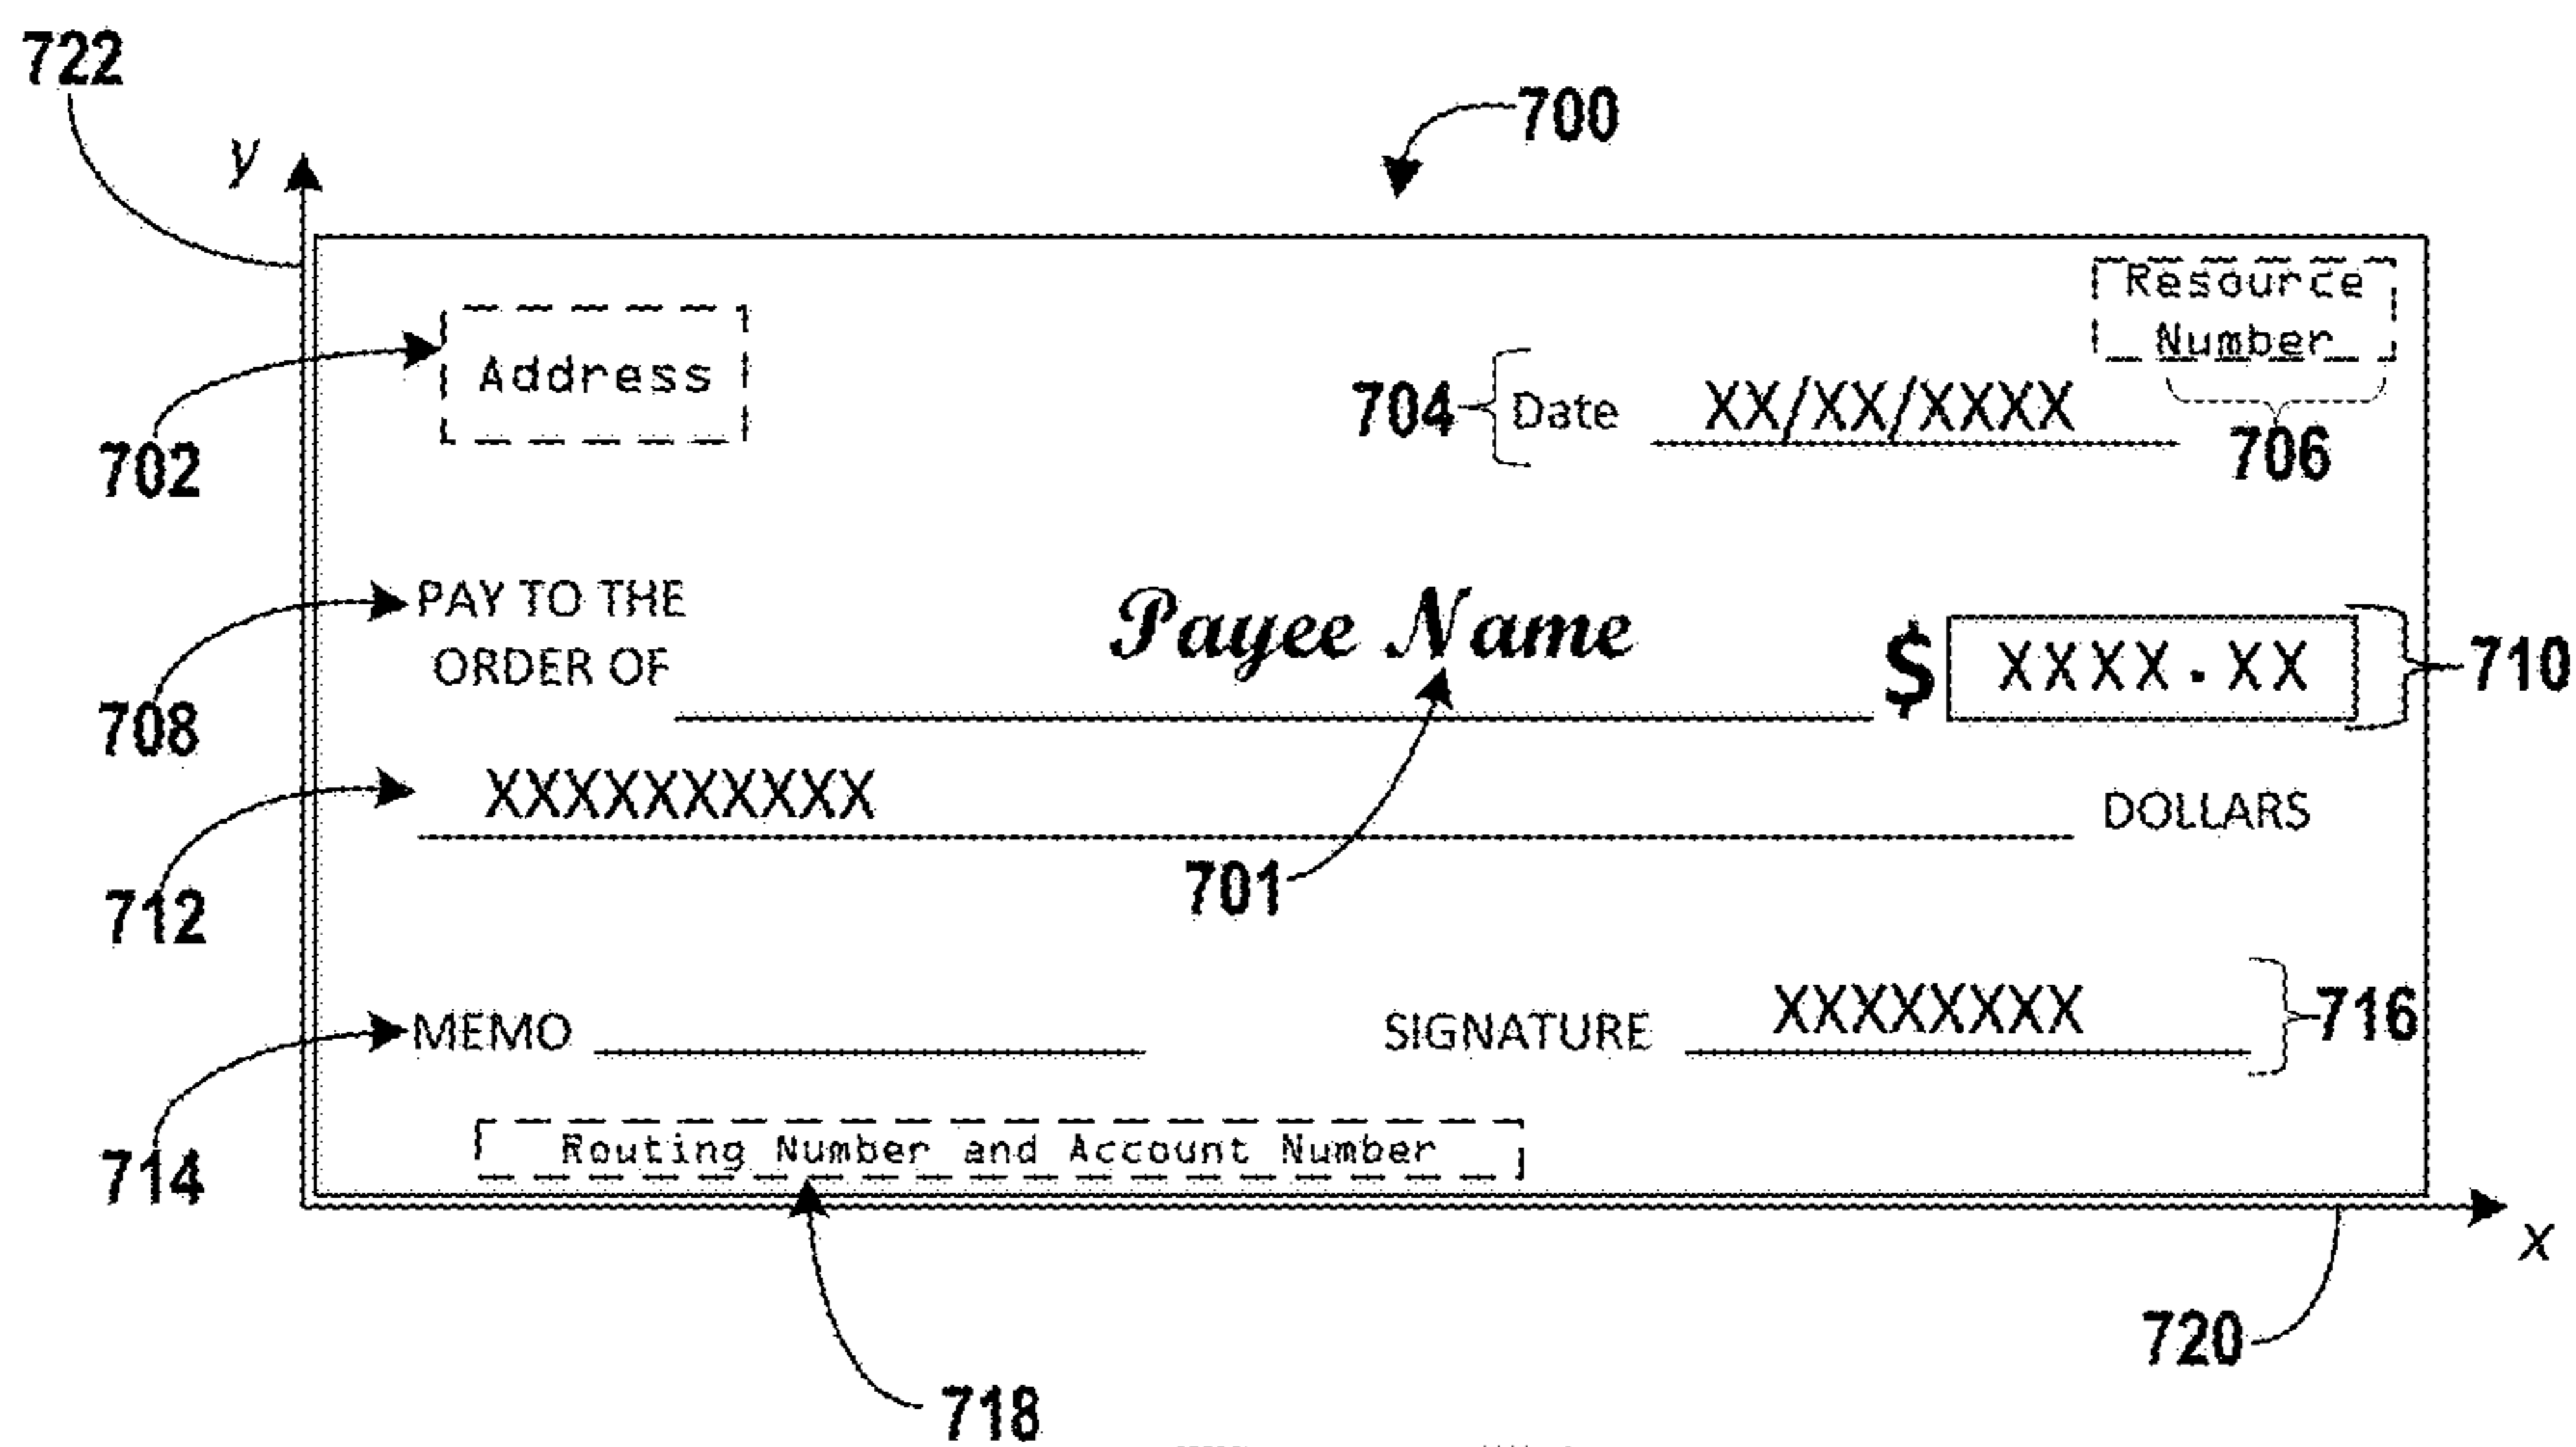 722
700
y
Resource
Number
Address
704
Date
XX/XX/XXXX
706
702
PAY TO THE
ORDER OF
Payee Name
$
XXXX.XX
710
708
XXXXXXXXXX
DOLLARS
712
701
MEMO
SIGNATURE
XXXXXXXX
716
Routing Number and Account Number
714
x
720
718